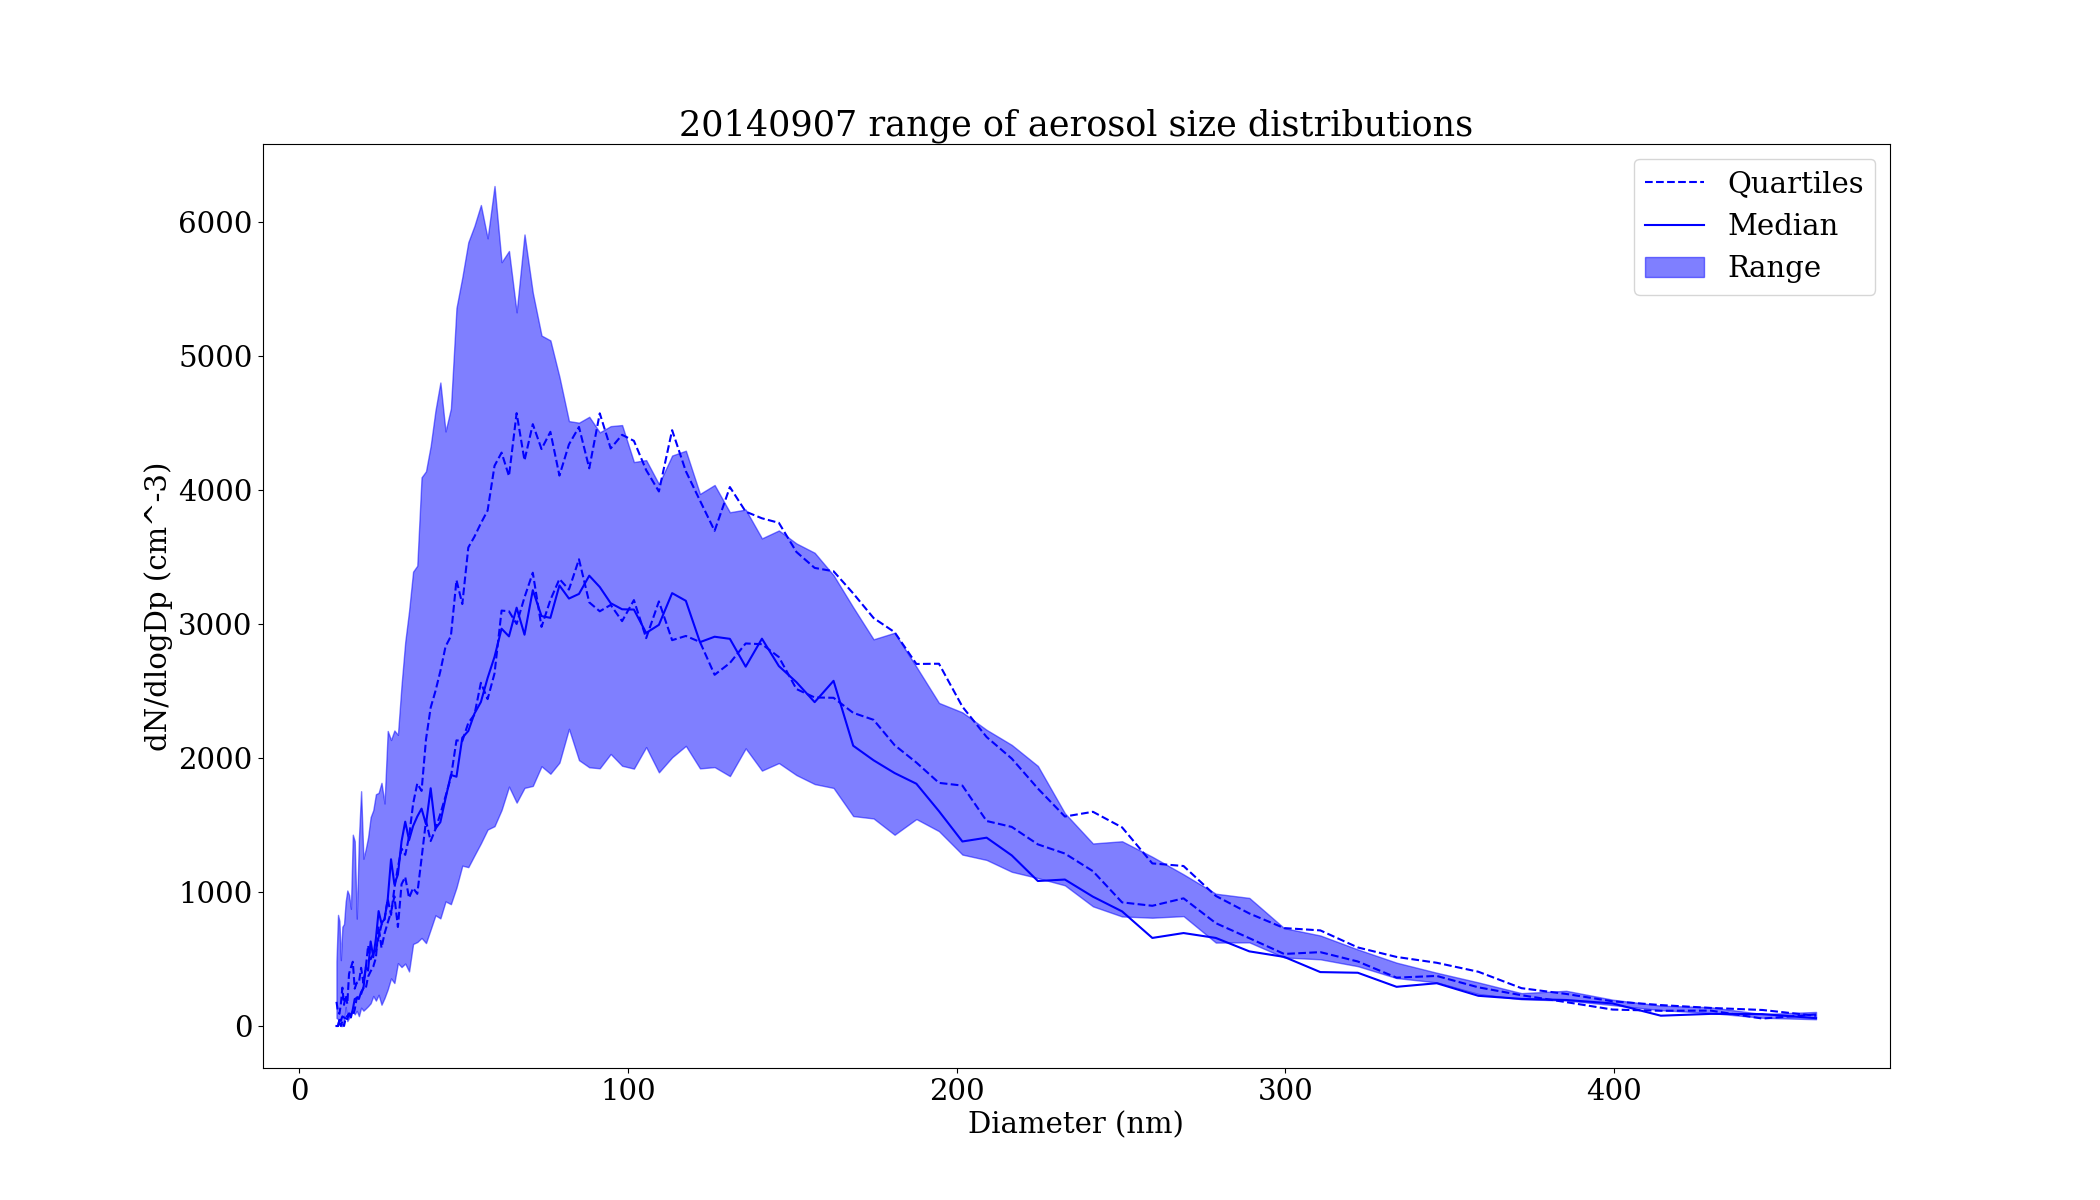 20140907 range of aerosol size distributions
Quartiles
Median
Range
dN/dlogDp (cm^-3)
6000
5000
4000
3000
2000
1000
0
0 100 200 300 400
Diameter (nm)